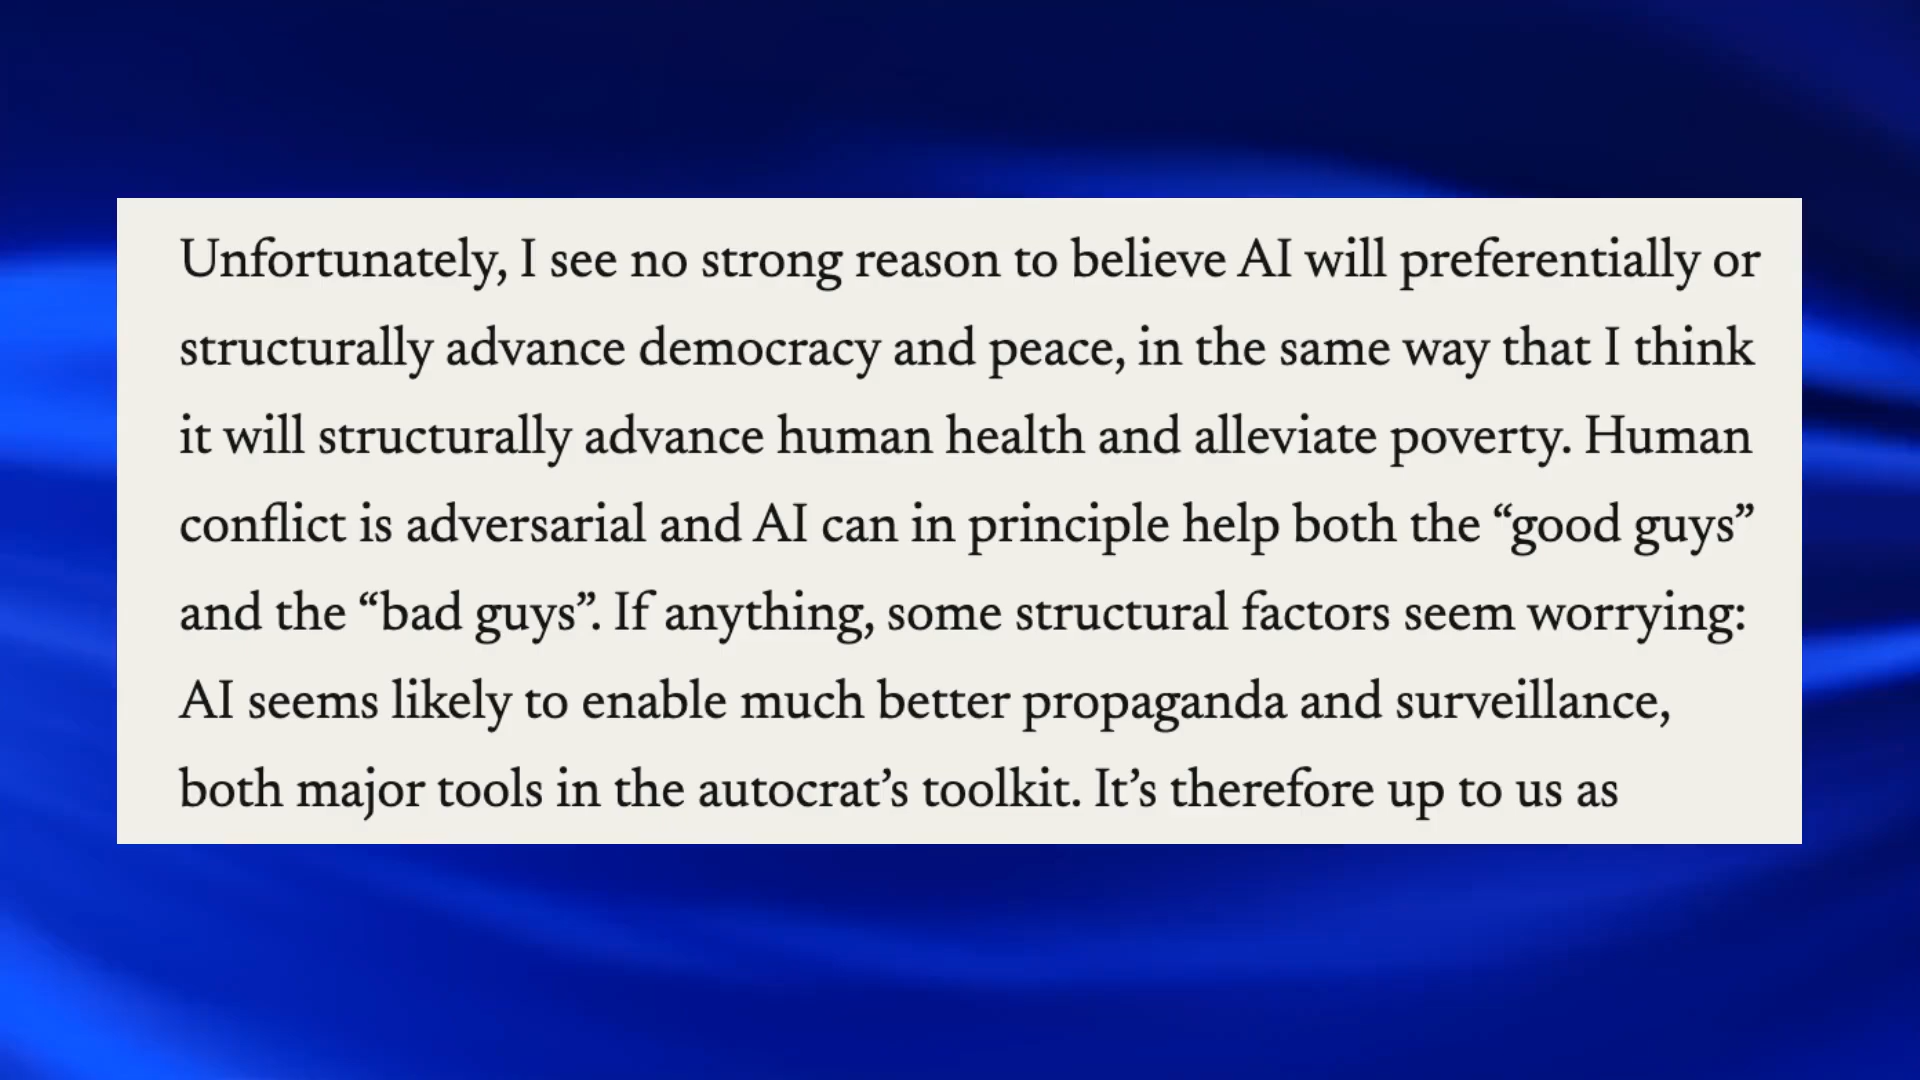 Unfortunately, I see no strong reason to believe AI will preferentially or
structurally advance democracy and peace, in the same way that I think
it will structurally advance human health and alleviate poverty. Human
conflict is adversarial and AI can in principle help both the “good guys”
and the “bad guys”. If anything, some structural factors seem worrying:
AI seems likely to enable much better propaganda and surveillance,
both major tools in the autocrat’s toolkit. It’s therefore up to us as